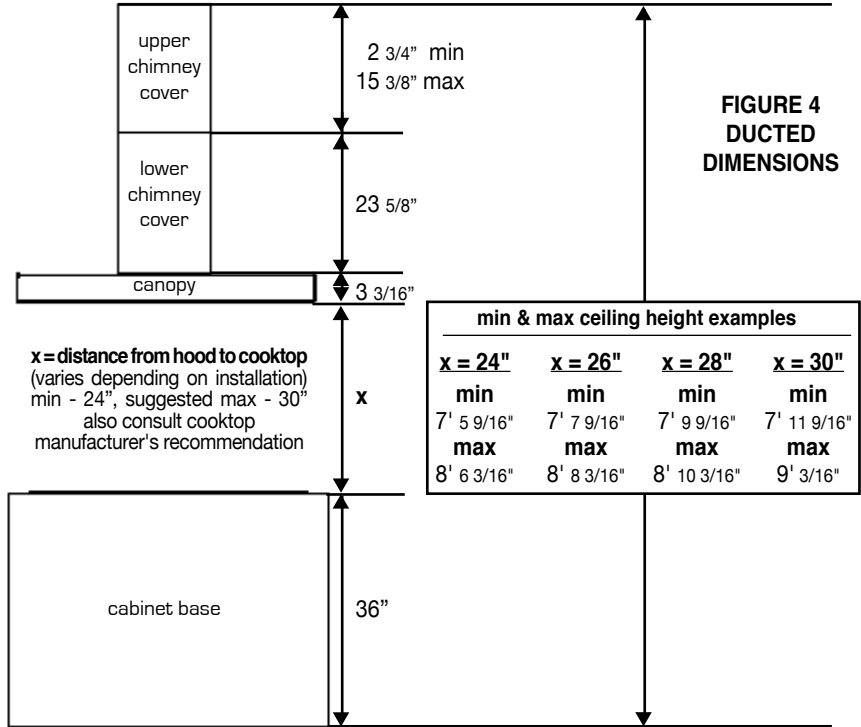 upper
chimney
cover
2 3/4” min
15 3/8” max
FIGURE 4
DUCTED
DIMENSIONS
lower
chimney
cover
23 5/8”
canopy
3 3/16”
x = distance from hood to cooktop
(varies depending on installation)
min - 24”, suggested max - 30”
also consult cooktop
manufacturer's recommendation
x
min & max ceiling height examples
x = 24" x = 26" x = 28" x = 30"
min min min min
7' 5 9/16" 7' 7 9/16" 7' 9 9/16" 7' 11 9/16"
max max max max
8' 6 3/16" 8' 8 3/16" 8' 10 3/16" 9' 3/16"
cabinet base
36”